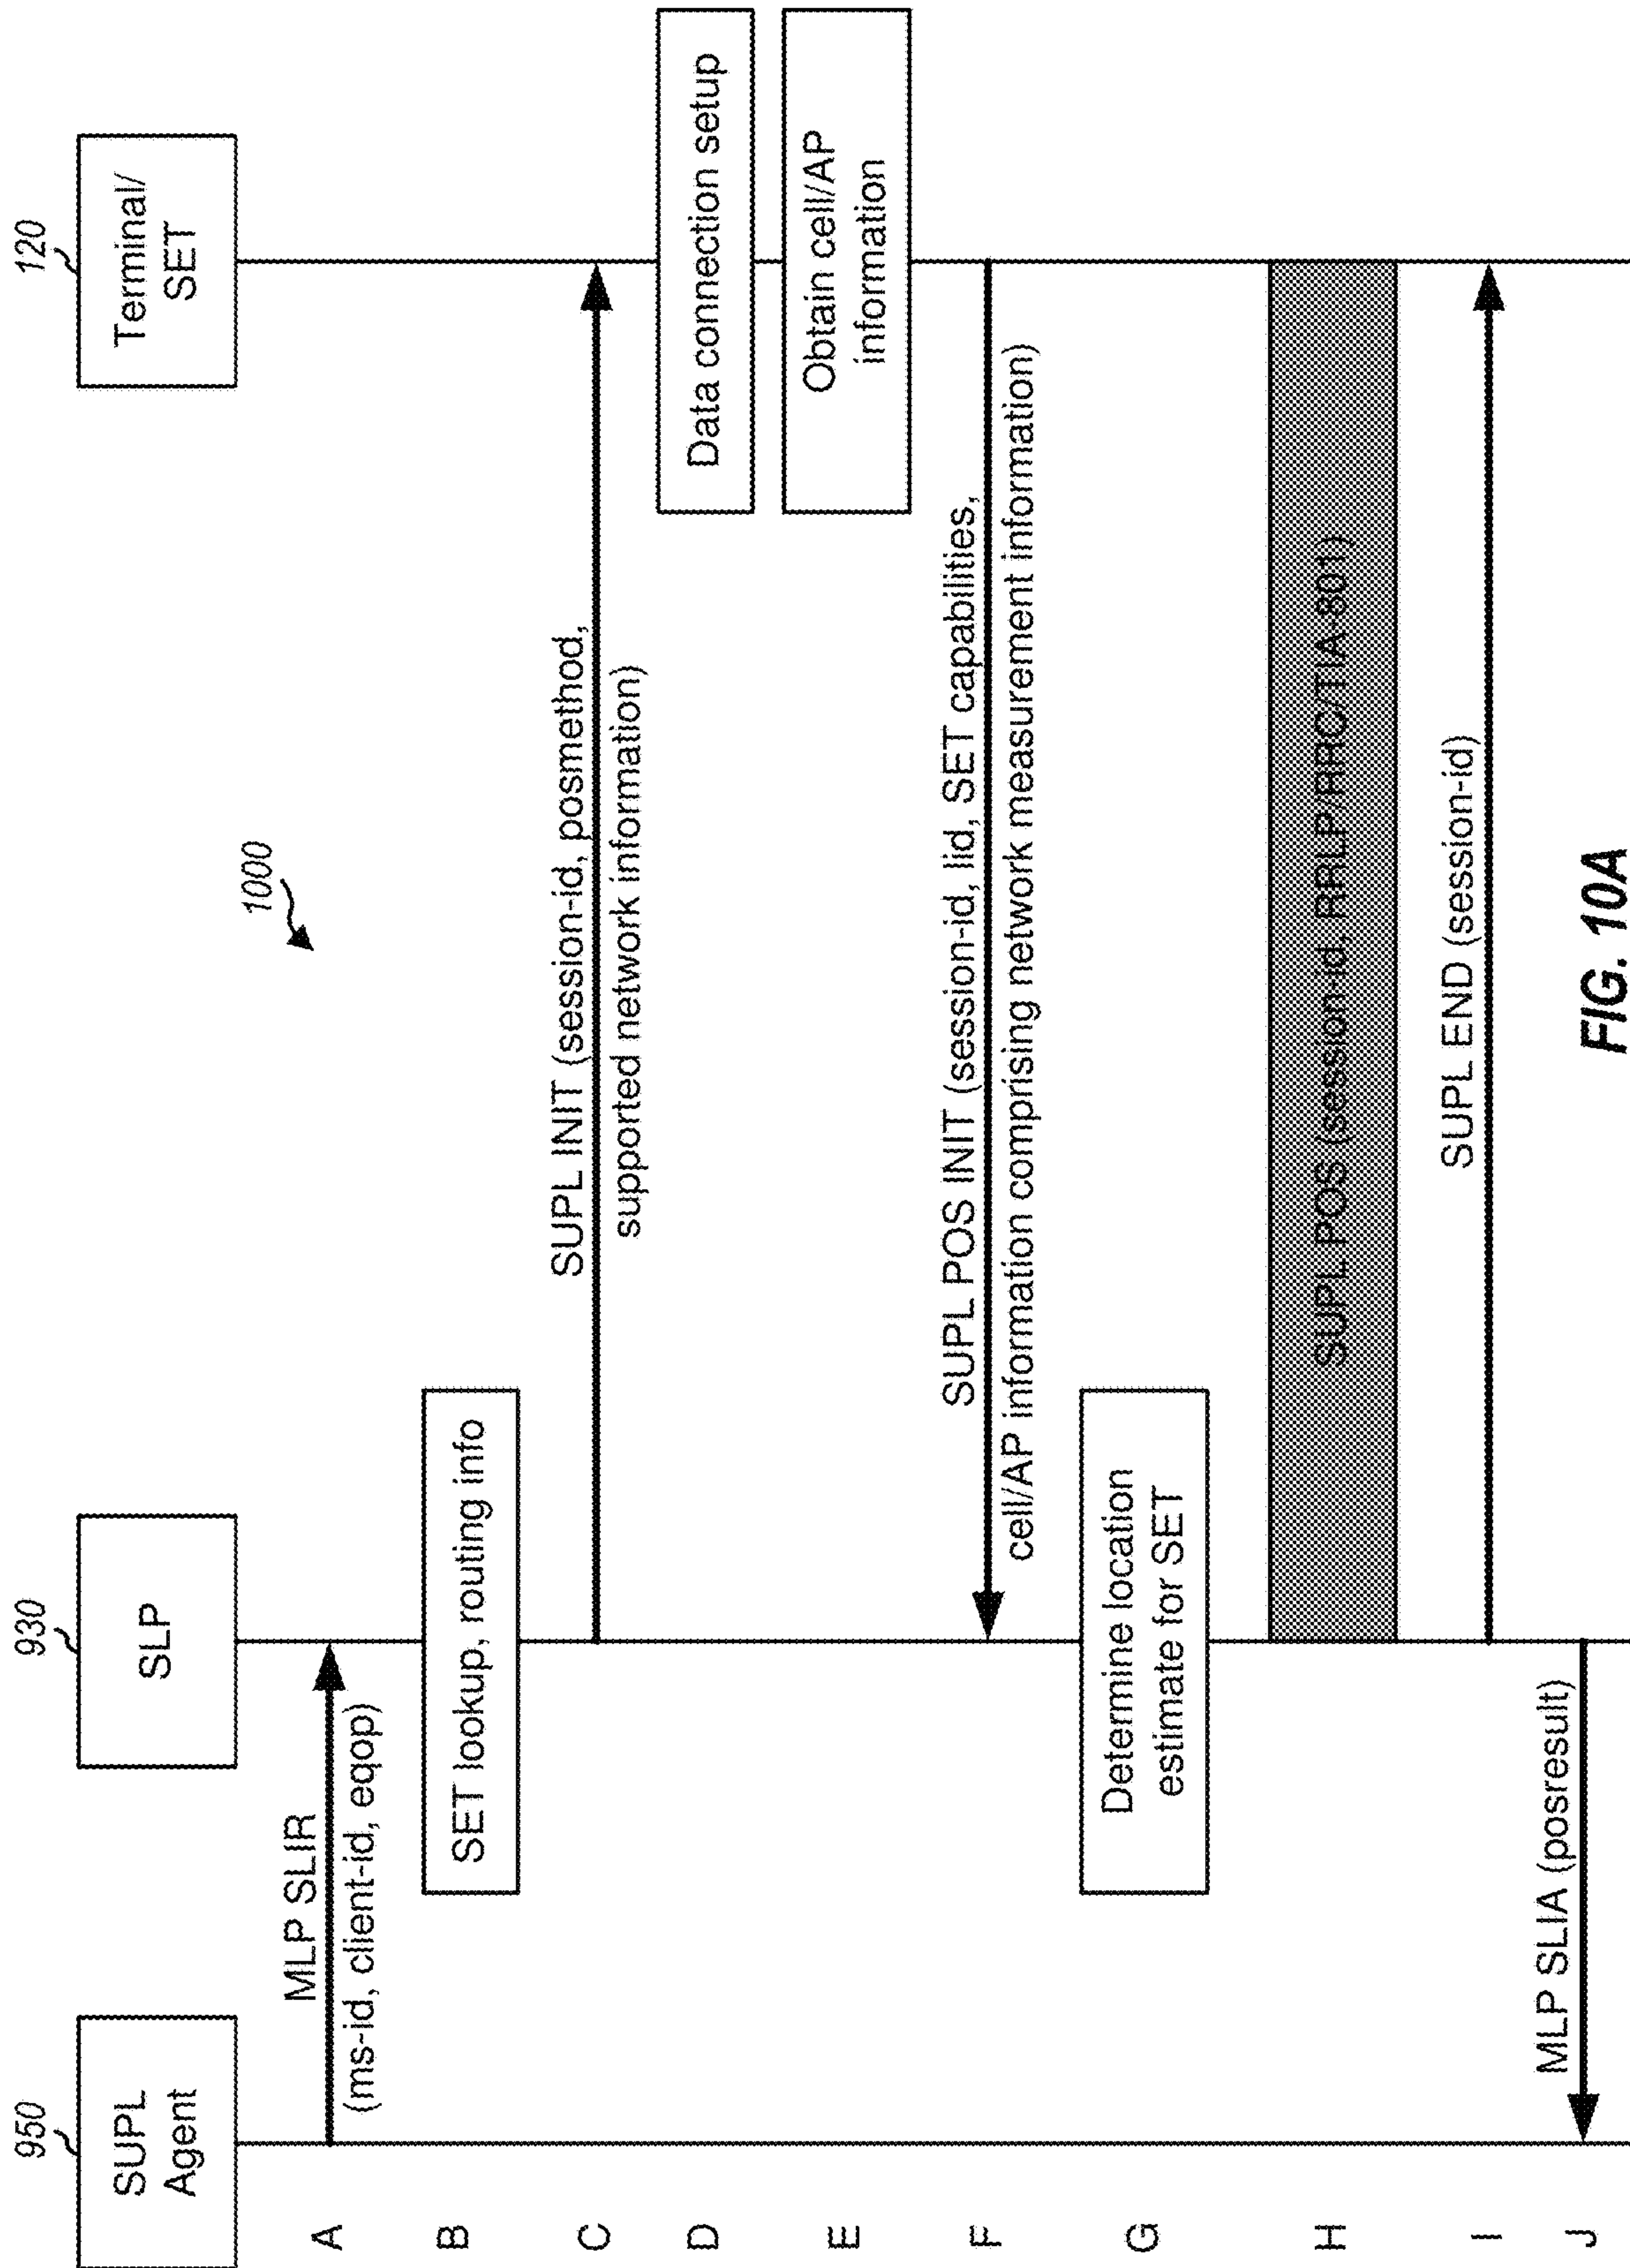 950
SUPL
Agent
930
SLP
120
Terminal/
SET
1000
A
MLP SLIR
(ms-id, client-id, eqop)
B
SET lookup, routing info
C
SUPL INIT (session-id, posmethod,
supported network information)
D
Data connection setup
E
Obtain cell/AP
information
F
SUPL POS INIT (session-id, lid, SET capabilities,
cell/AP information comprising network measurement information)
G
Determine location
estimate for SET
H
SUPLPOS (session-id, RRLP/RRC/TIA-801)
I
SUPL END (session-id)
J
MLP SLIA (posresult)
FIG. 10A